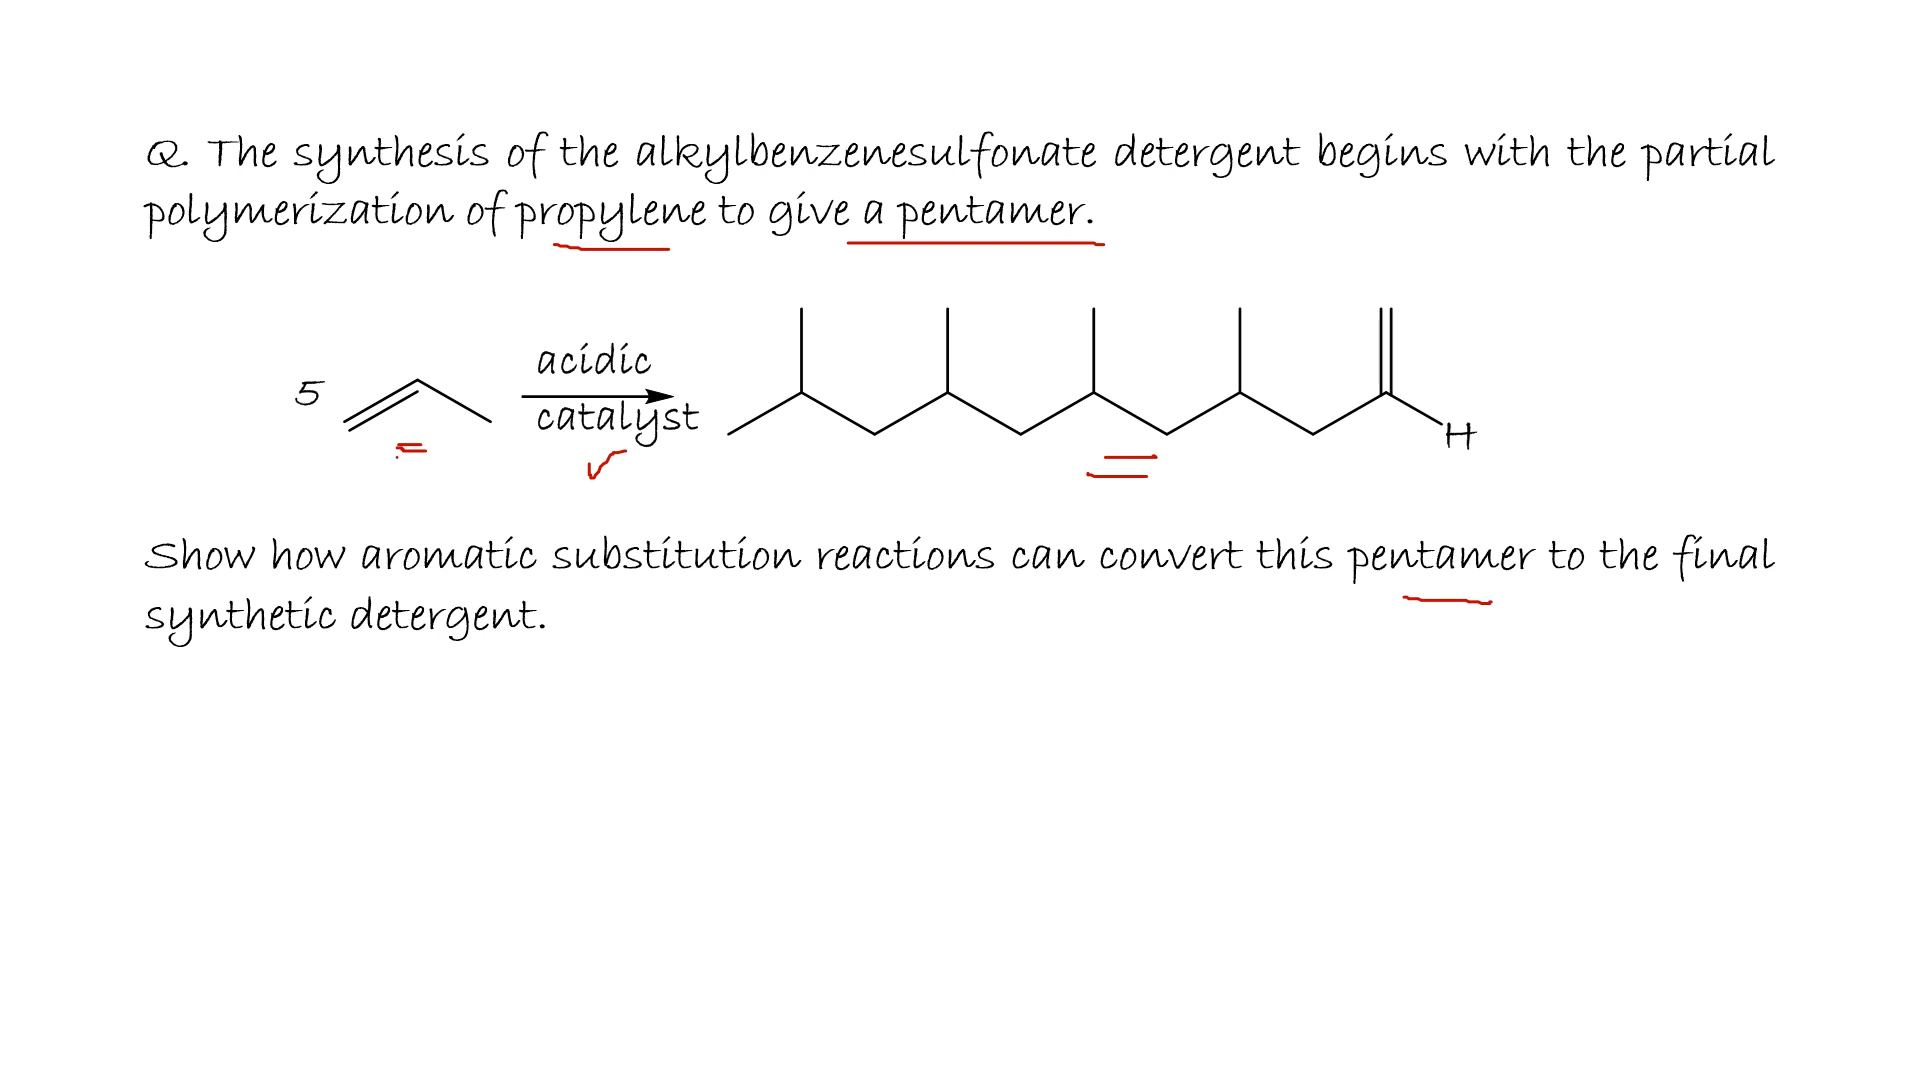 Q. The synthesis of the alkylbenzenesulfonate detergent begins with the partial
polymerization of propylene to give a pentamer.
acidic
5
catalyst
H
Show how aromatic substitution reactions can convert this pentamer to the final
synthetic detergent.